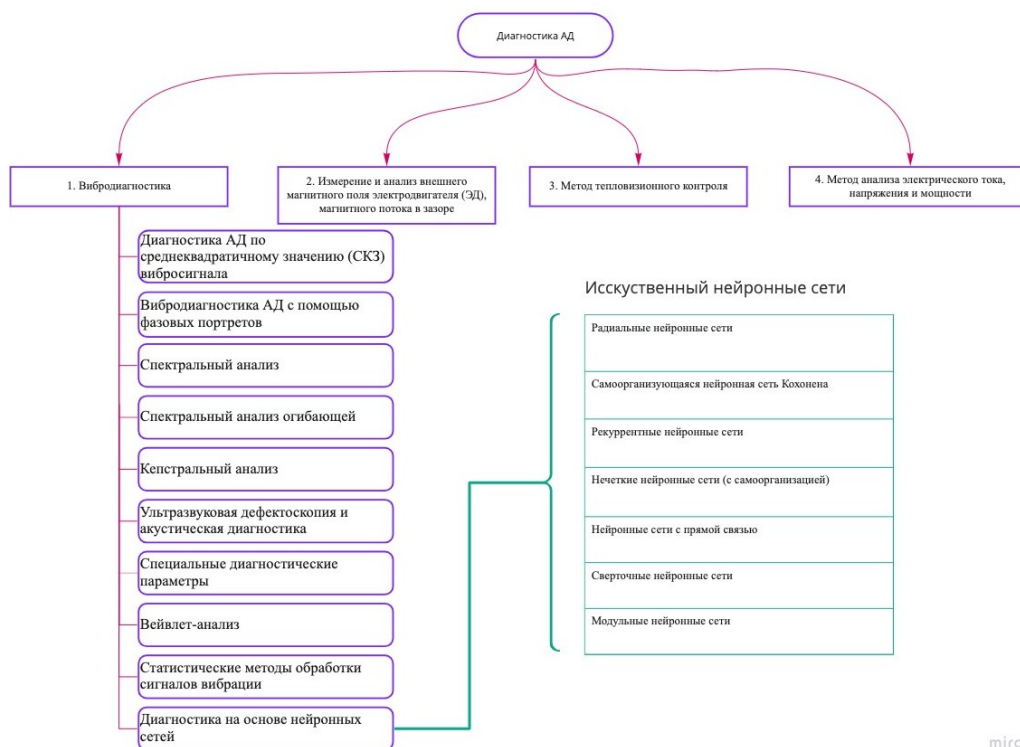 Диагностика АД
1. Вибродиагностика
2. Измерение и анализ внешнего
магнитного поля электродвигателя (ЭД),
магнитного потока в зазоре
3. Метод тепловизионного контроля
4. Метод анализа электрического тока,
напряжения и мощности
Диагностика АД по
среднеквадратичному значению (СКЗ)
вибросигнала
Вибродиагностика АД с помощью
фазовых портретов
Спектральный анализ
Спектральный анализ огибающей
Кепстральный анализ
Ультразвуковая дефектоскопия и
акустическая диагностика
Специальные диагностические
параметры
Вейвлет-анализ
Статистические методы обработки
сигналов вибрации
Диагностика на основе нейронных
сетей
Исскуственный нейронные сети
Радиальные нейронные сети
Самоорганизующаяся нейронная сеть Кохонена
Рекуррентные нейронные сети
Нечеткие нейронные сети (с самоорганизацией)
Нейронные сети с прямой связью
Сверточные нейронные сети
Модульные нейронные сети
miro